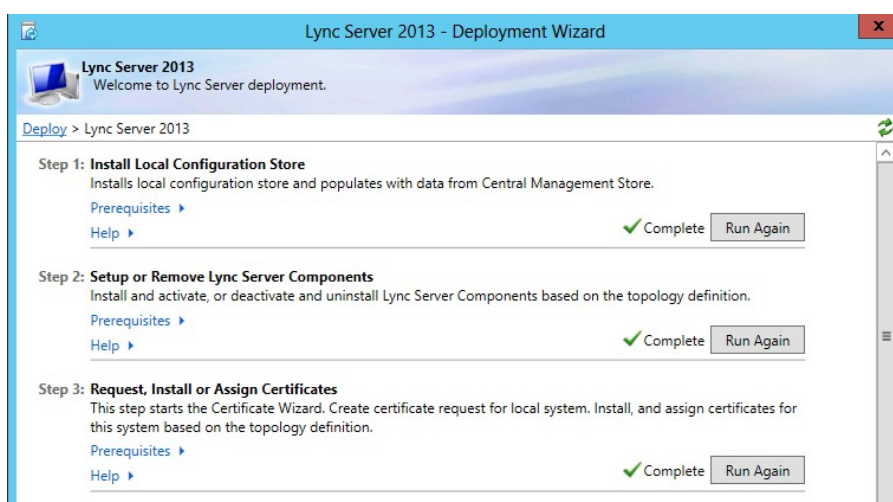 Lync Server 2013 - Deployment Wizard
x
Lync Server 2013
Welcome to Lync Server deployment.
Deploy > Lync Server 2013
Step 1: Install Local Configuration Store
Installs local configuration store and populates with data from Central Management Store.
Prerequisites
Help
Complete Run Again
Step 2: Setup or Remove Lync Server Components
Install and activate, or deactivate and uninstall Lync Server Components based on the topology definition.
Prerequisites
Help
Complete Run Again
Step 3: Request, Install or Assign Certificates
This step starts the Certificate Wizard. Create certificate request for local system. Install, and assign certificates for
this system based on the topology definition.
Prerequisites
Help
Complete Run Again